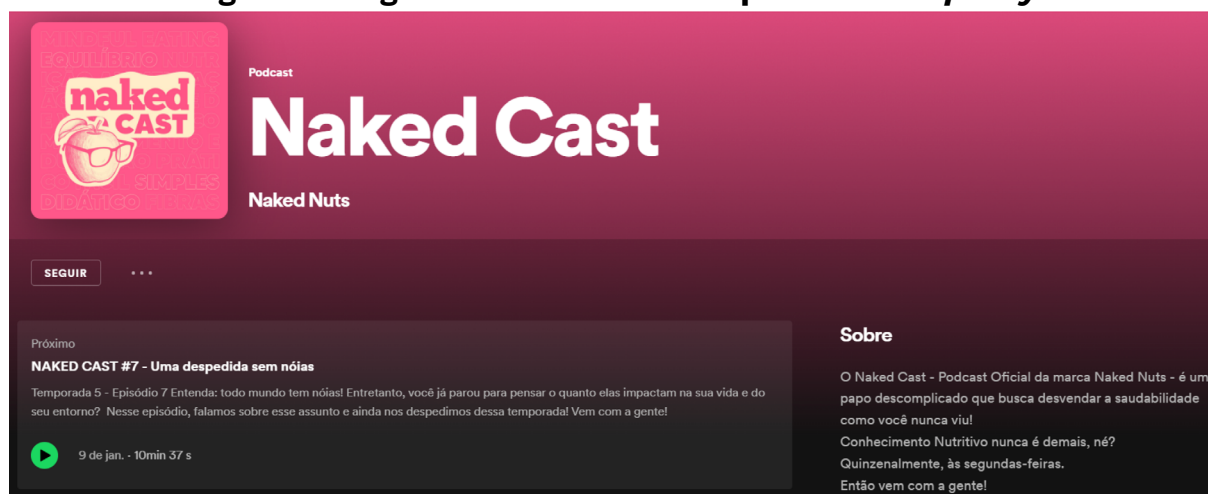 MINDFUL EATING
EQUILÍBRIO
naked
CAST
SIMPLES
DIDÁTICO LIBRAS
Podcast
Naked Cast
Naked Nuts
SEGUIR
Próximo
NAKED CAST #7 - Uma despedida sem nóias
Temporada 5 - Episódio 7 Entenda: todo mundo tem nóias! Entretanto, você já parou para pensar o quanto elas impactam na sua vida e do
seu entorno? Nesse episódio, falamos sobre esse assunto e ainda nos despedimos dessa temporada! Vem com a gente!
9 de jan. · 10min 37 s
Sobre
O Naked Cast - Podcast Oficial da marca Naked Nuts - é um
papo descomplicado que busca desvendar a saudabilidade
como você nunca viu!
Conhecimento Nutritivo nunca é demais, né?
Quinzenalmente, às segundas-feiras.
Então vem com a gente!